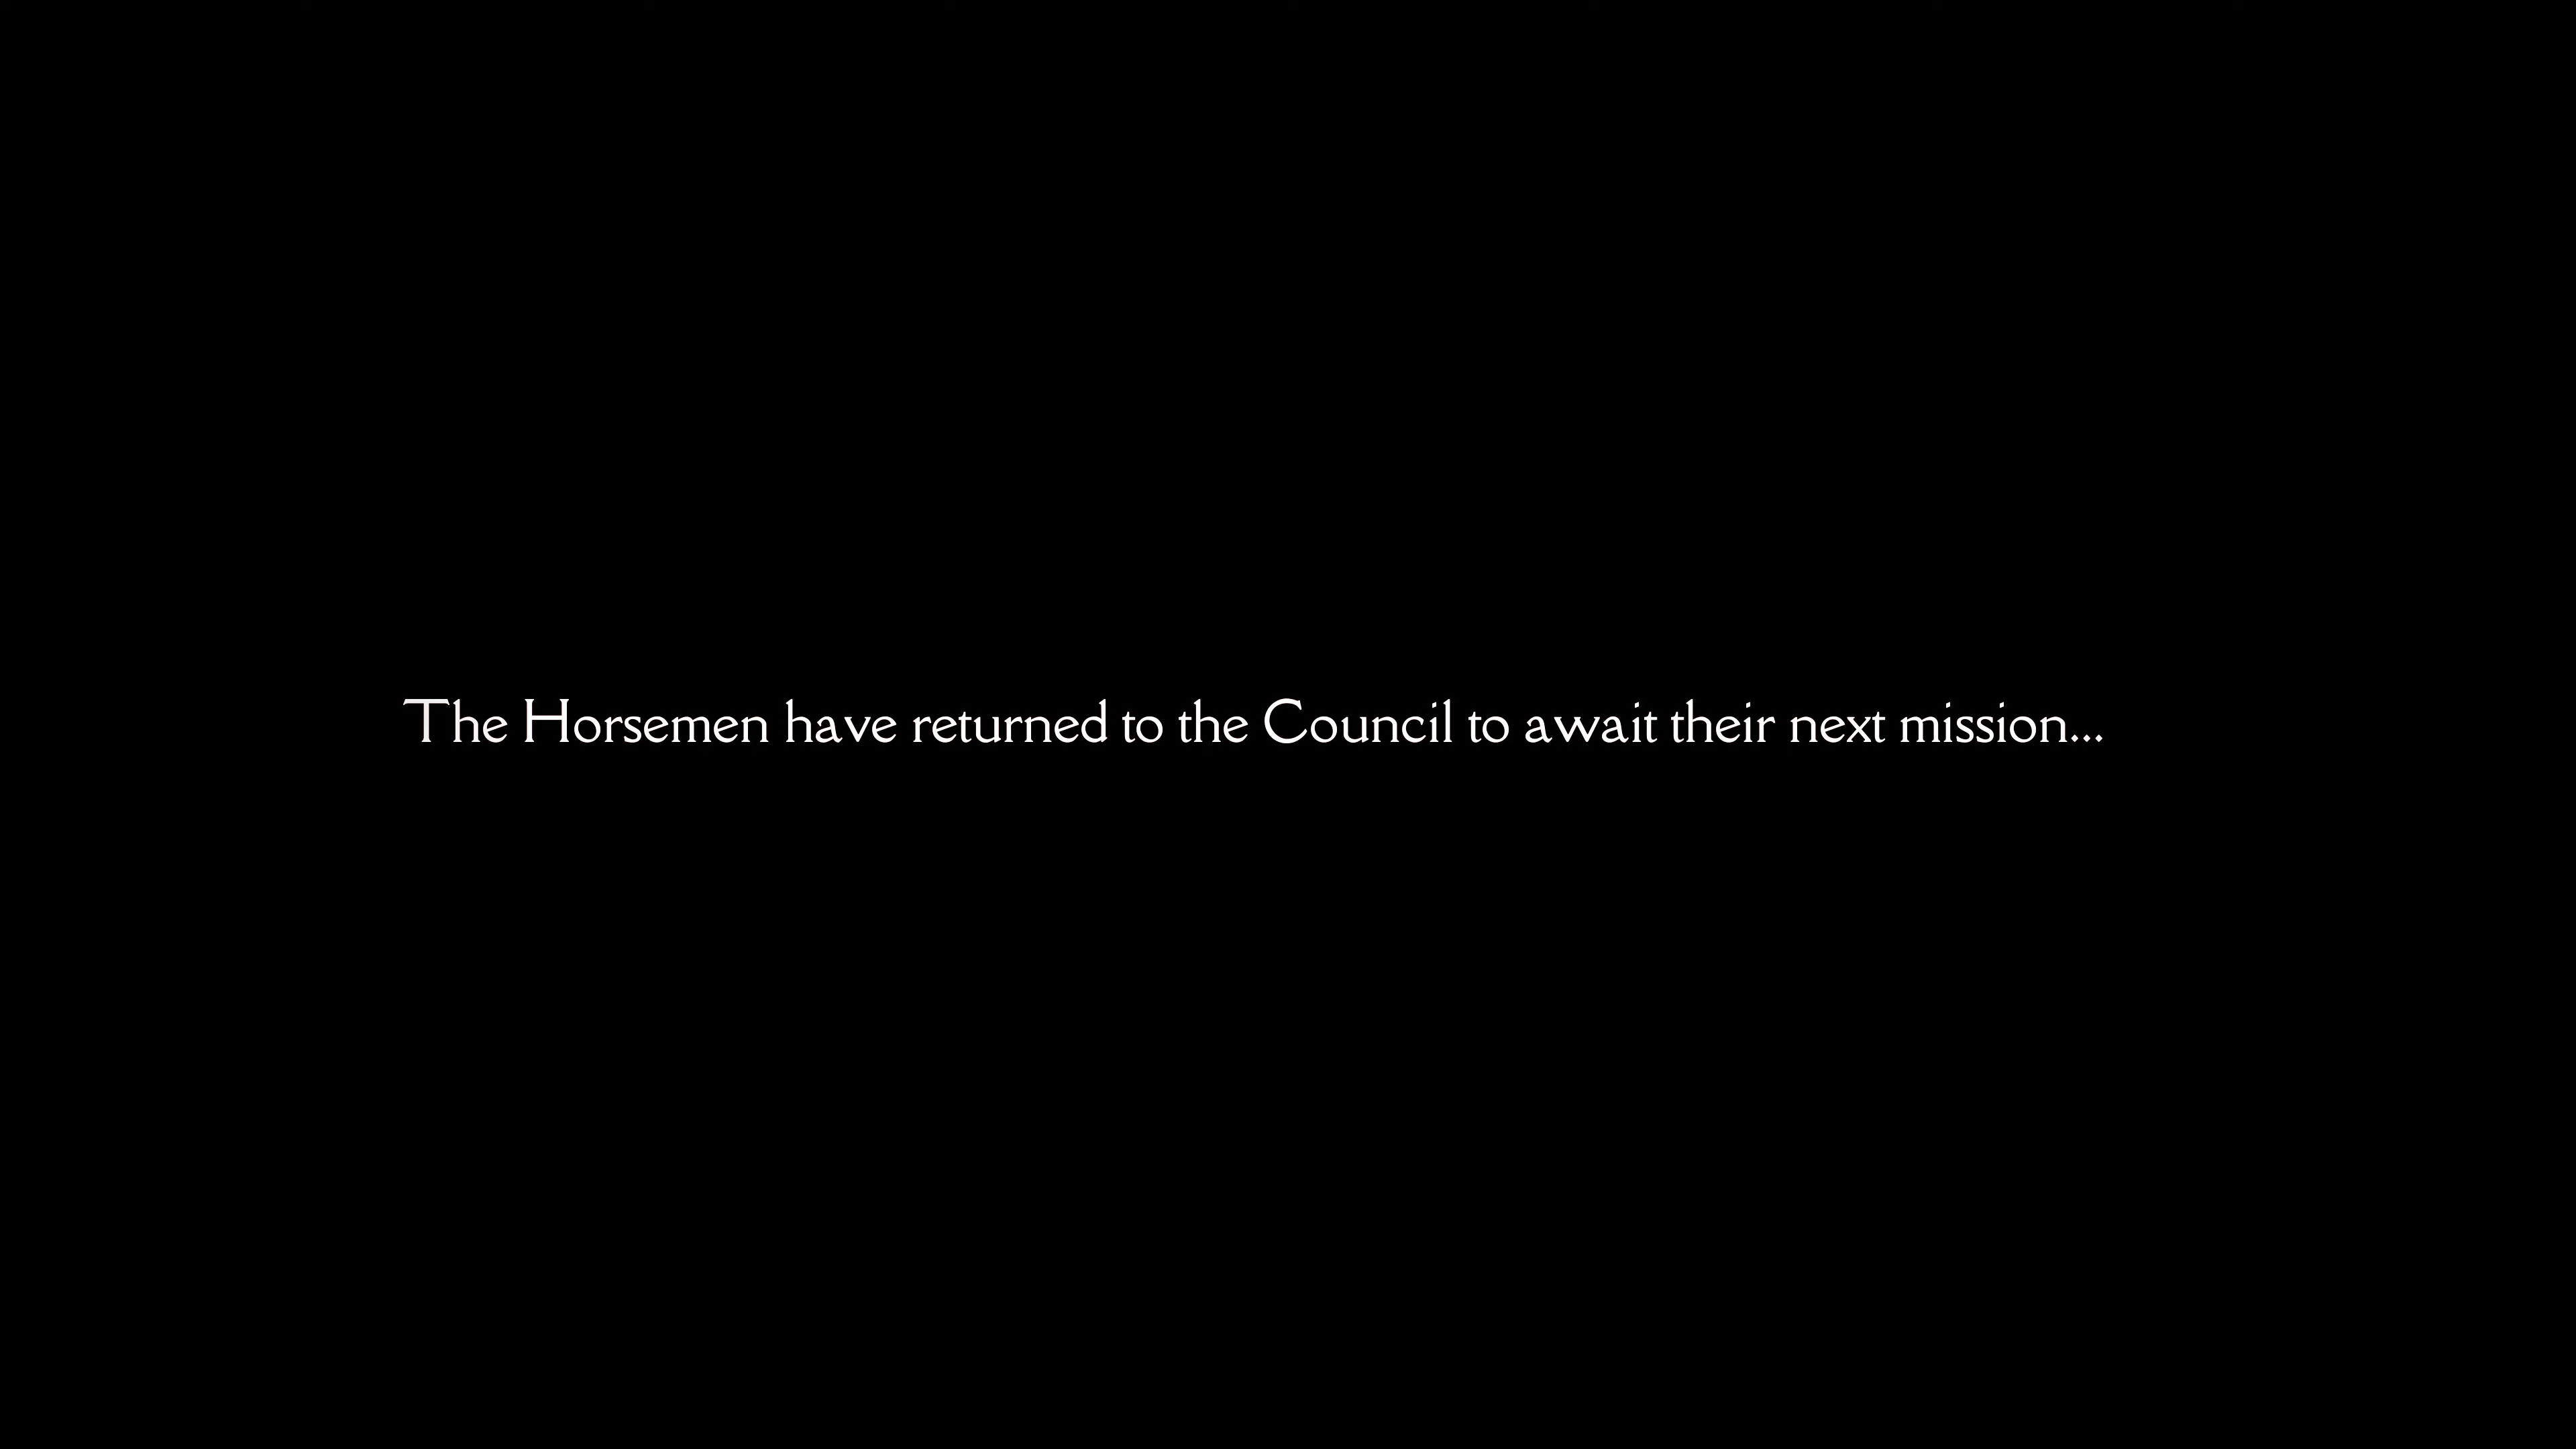 The Horsemen have returned to the Council to await their next mission...